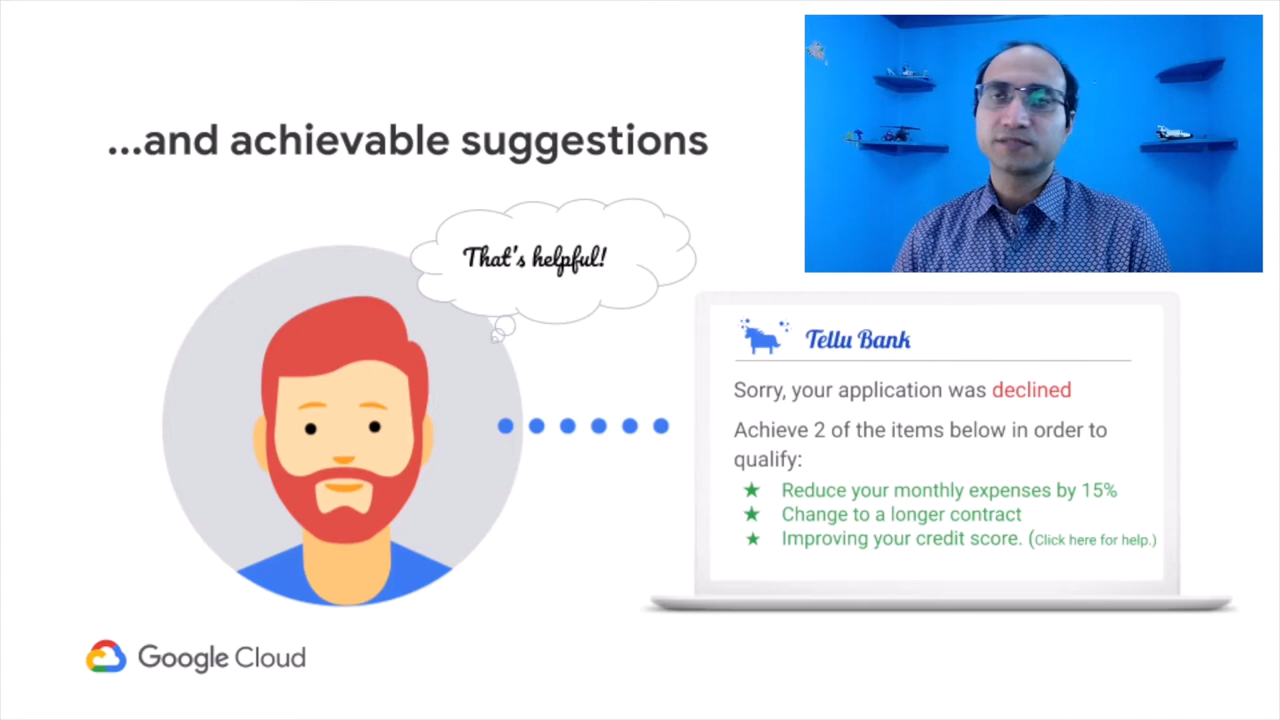 ...and achievable suggestions
That's helpful!
Tellu Bank
Sorry, your application was declined
Achieve 2 of the items below in order to
qualify:
★ Reduce your monthly expenses by 15%
★ Change to a longer contract
★ Improving your credit score. (Click here for help.)
Google Cloud